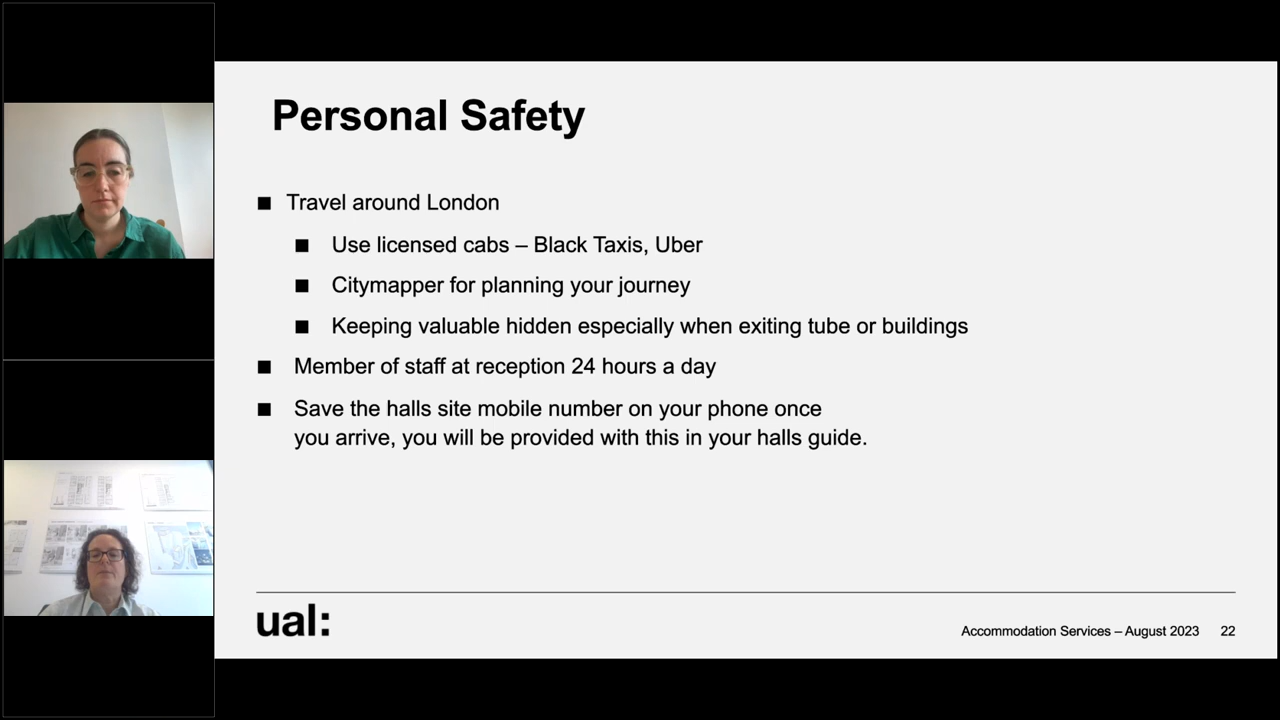 Personal Safety
■ Travel around London
■ Use licensed cabs – Black Taxis, Uber
■ Citymapper for planning your journey
■ Keeping valuable hidden especially when exiting tube or buildings
■ Member of staff at reception 24 hours a day
■ Save the halls site mobile number on your phone once
you arrive, you will be provided with this in your halls guide.
ual:
Accommodation Services – August 2023 22